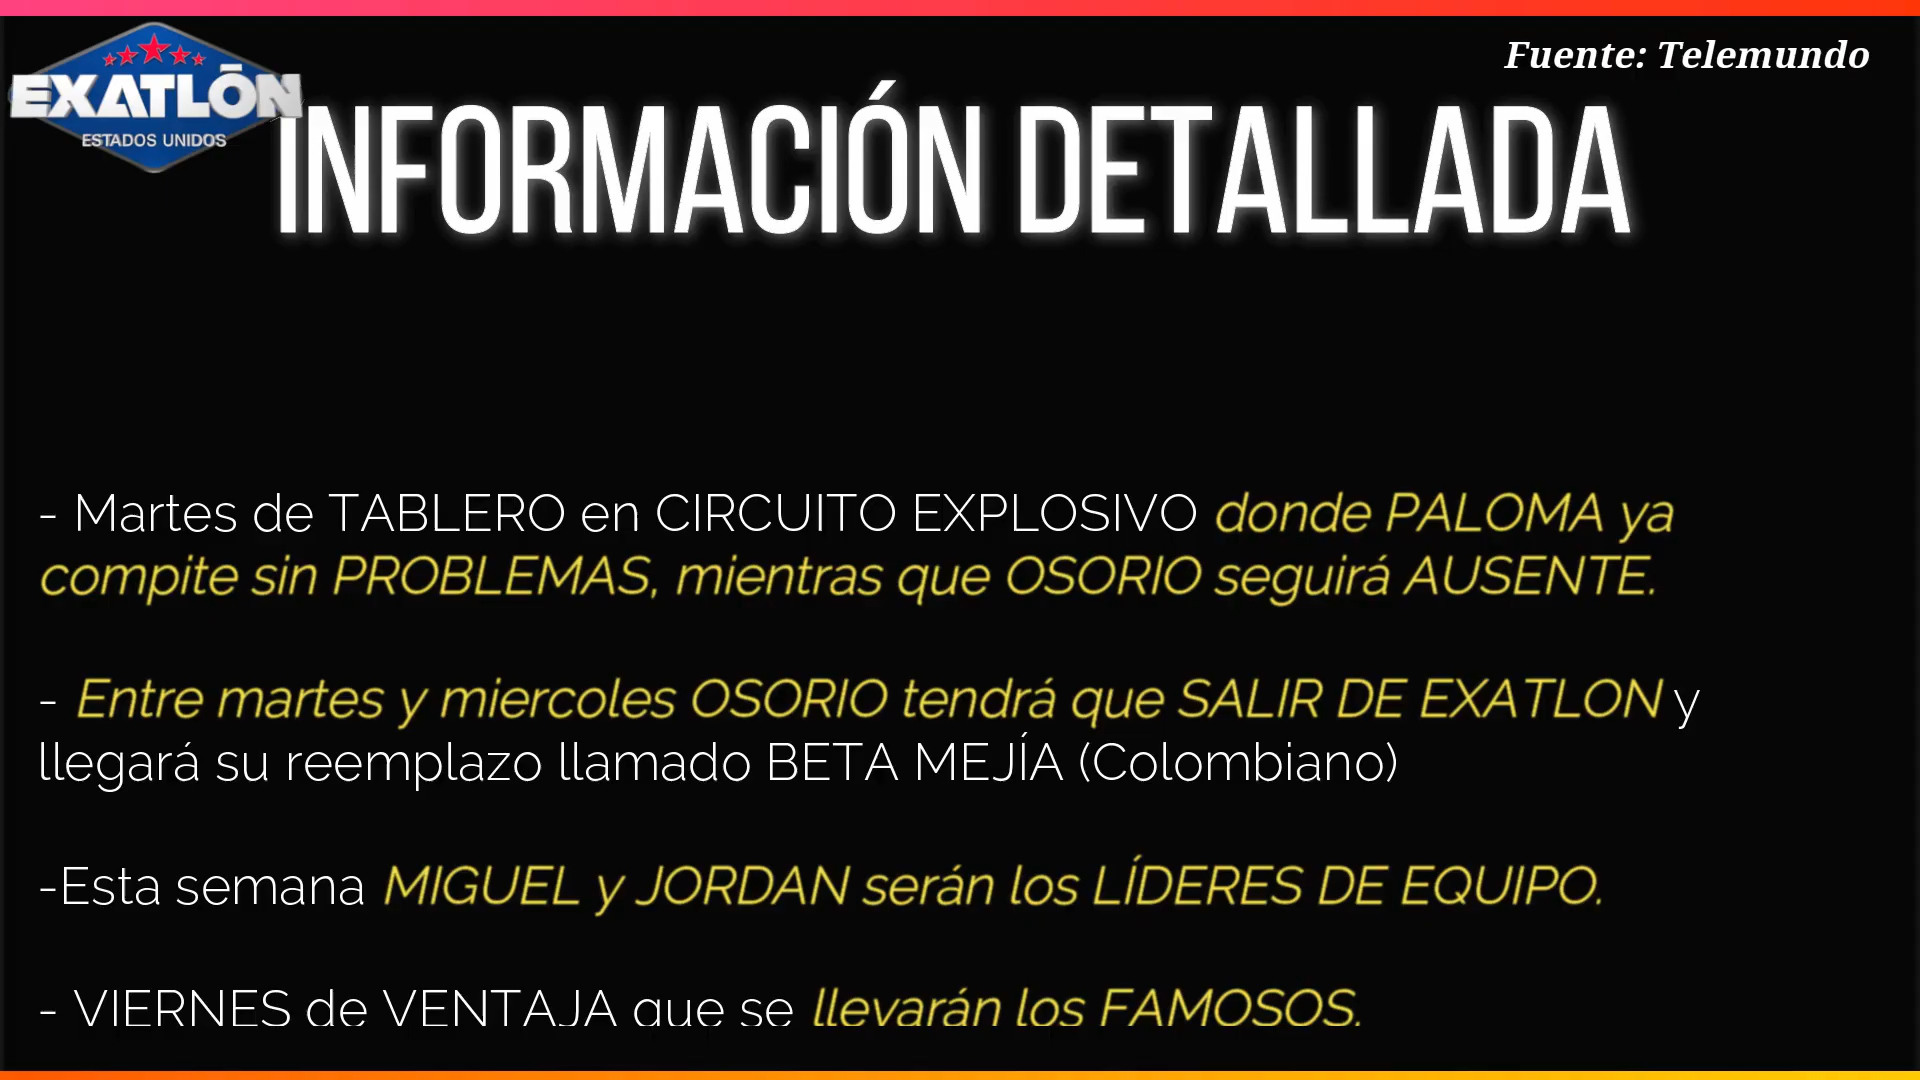 Fuente: Telemundo
EXATLŌN
ESTADOS UNIDOS
INFORMACIÓN DETALLADA
- Martes de TABLERO en CIRCUITO EXPLOSIVO donde PALOMA ya
compite sin PROBLEMAS, mientras que OSORIO seguirá AUSENTE.
- Entre martes y miercoles OSORIO tendrá que SALIR DE EXATLON y
llegará su reemplazo llamado BETA MEJÍA (Colombiano)
-Esta semana MIGUEL y JORDAN serán los LÍDERES DE EQUIPO.
- VIERNES de VENTAJA que se llevarán los FAMOSOS.